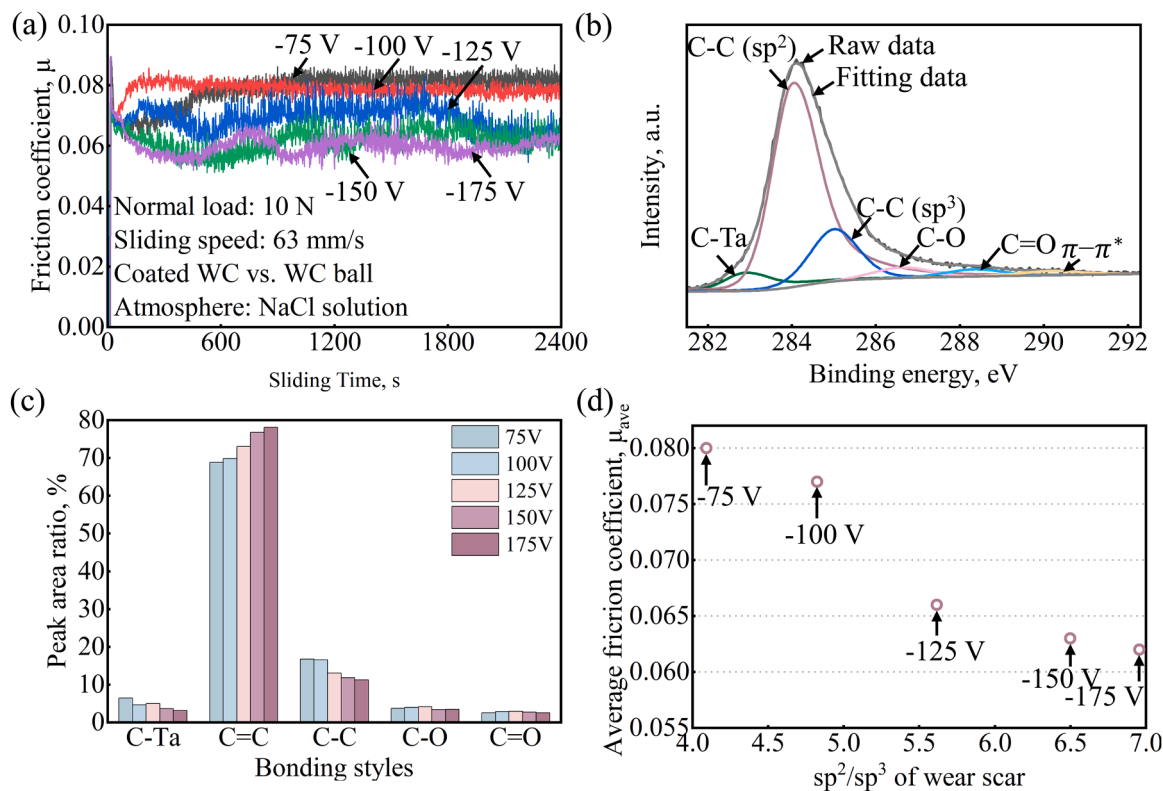 (a)
Friction coefficient, μ
0.10
0.08
0.06
0.04
0.02
0.00
-75 V
-100 V
-125 V
-150 V
-175 V
Normal load: 10 N
Sliding speed: 63 mm/s
Coated WC vs. WC ball
Atmosphere: NaCl solution
0 600 1200 1800 2400
Sliding Time, s
(b)
Intensity, a.u.
C-C (sp²)
Raw data
Fitting data
C-C (sp³)
C-Ta
C-O
C=O
π−π*
282 284 286 288 290 292
Binding energy, eV
(c)
Peak area ratio, %
80
70
60
50
40
30
20
10
0
75V
100V
125V
150V
175V
C-Ta C=C C-C C-O C=O
Bonding styles
(d)
Average fricrion coefficient, μave
0.080
0.075
0.070
0.065
0.060
0.055
-75 V
-100 V
-125 V
-150 V
-175 V
4.0 4.5 5.0 5.5 6.0 6.5 7.0
sp²/sp³ of wear scar